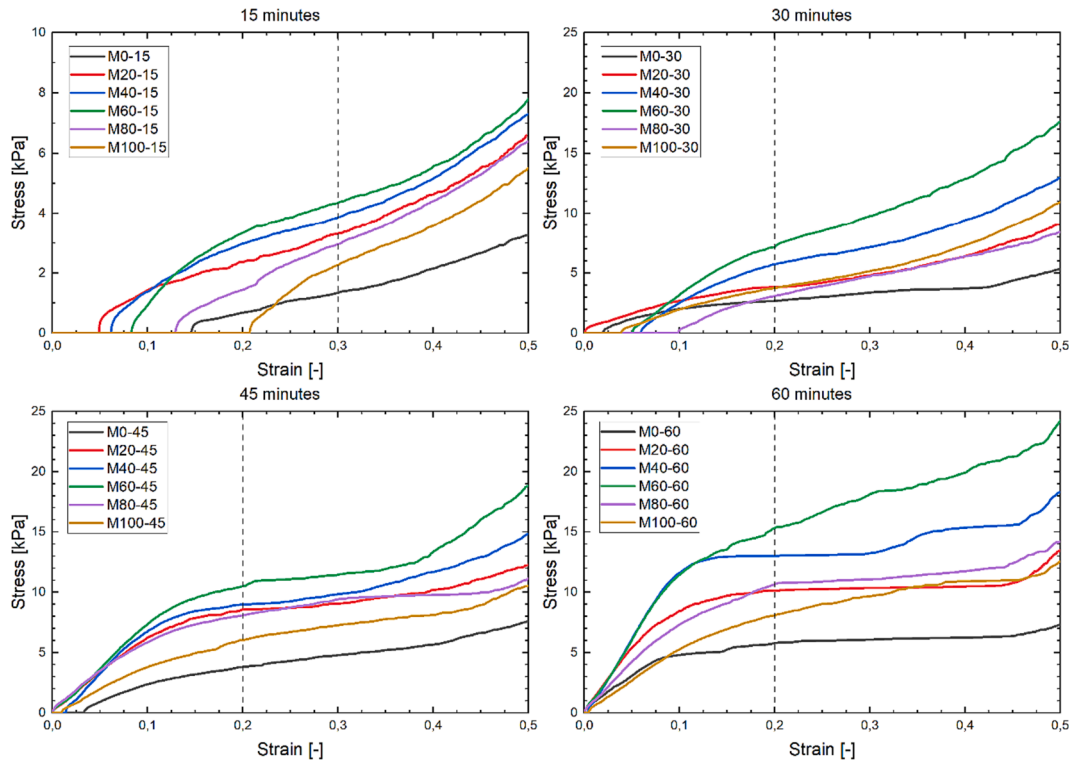 15 minutes
10
8
6
4
2
0
Stress [kPa]
M0-15
M20-15
M40-15
M60-15
M80-15
M100-15
0,0 0,1 0,2 0,3 0,4 0,5
Strain [-]
30 minutes
25
20
15
10
5
0
Stress [kPa]
M0-30
M20-30
M40-30
M60-30
M80-30
M100-30
0,0 0,1 0,2 0,3 0,4 0,5
Strain [-]
45 minutes
25
20
15
10
5
0
Stress [kPa]
M0-45
M20-45
M40-45
M60-45
M80-45
M100-45
0,0 0,1 0,2 0,3 0,4 0,5
Strain [-]
60 minutes
25
20
15
10
5
0
Stress [kPa]
M0-60
M20-60
M40-60
M60-60
M80-60
M100-60
0,0 0,1 0,2 0,3 0,4 0,5
Strain [-]